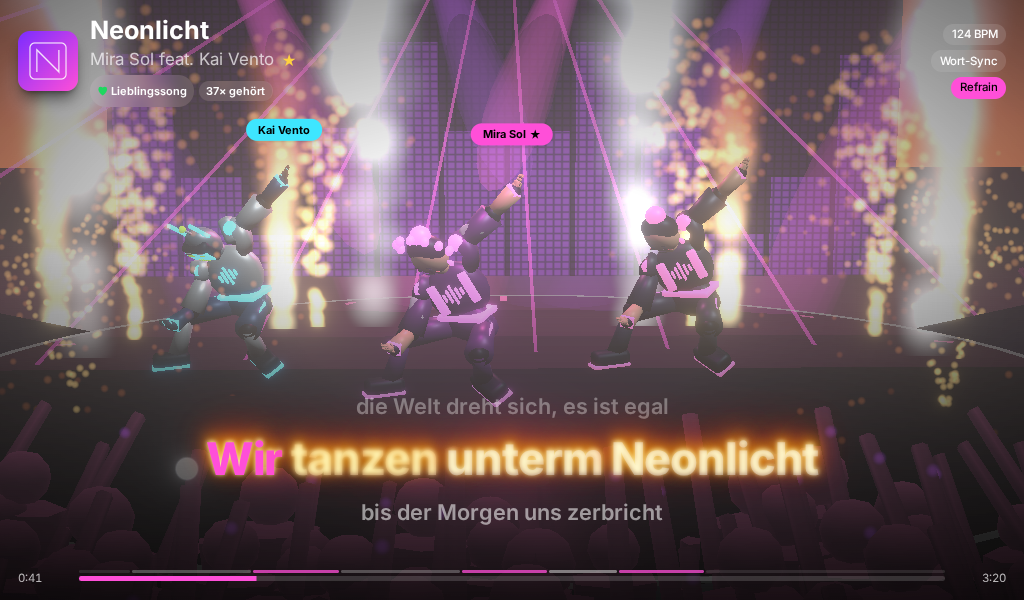 Neonlicht
Mira Sol feat. Kai Vento ★
♥ Lieblingssong
37× gehört
124 BPM
Wort-Sync
Refrain
Kai Vento
Mira Sol ★
die Welt dreht sich, es ist egal
Wir tanzen unterm Neonlicht
bis der Morgen uns zerbricht
0:41
3:20